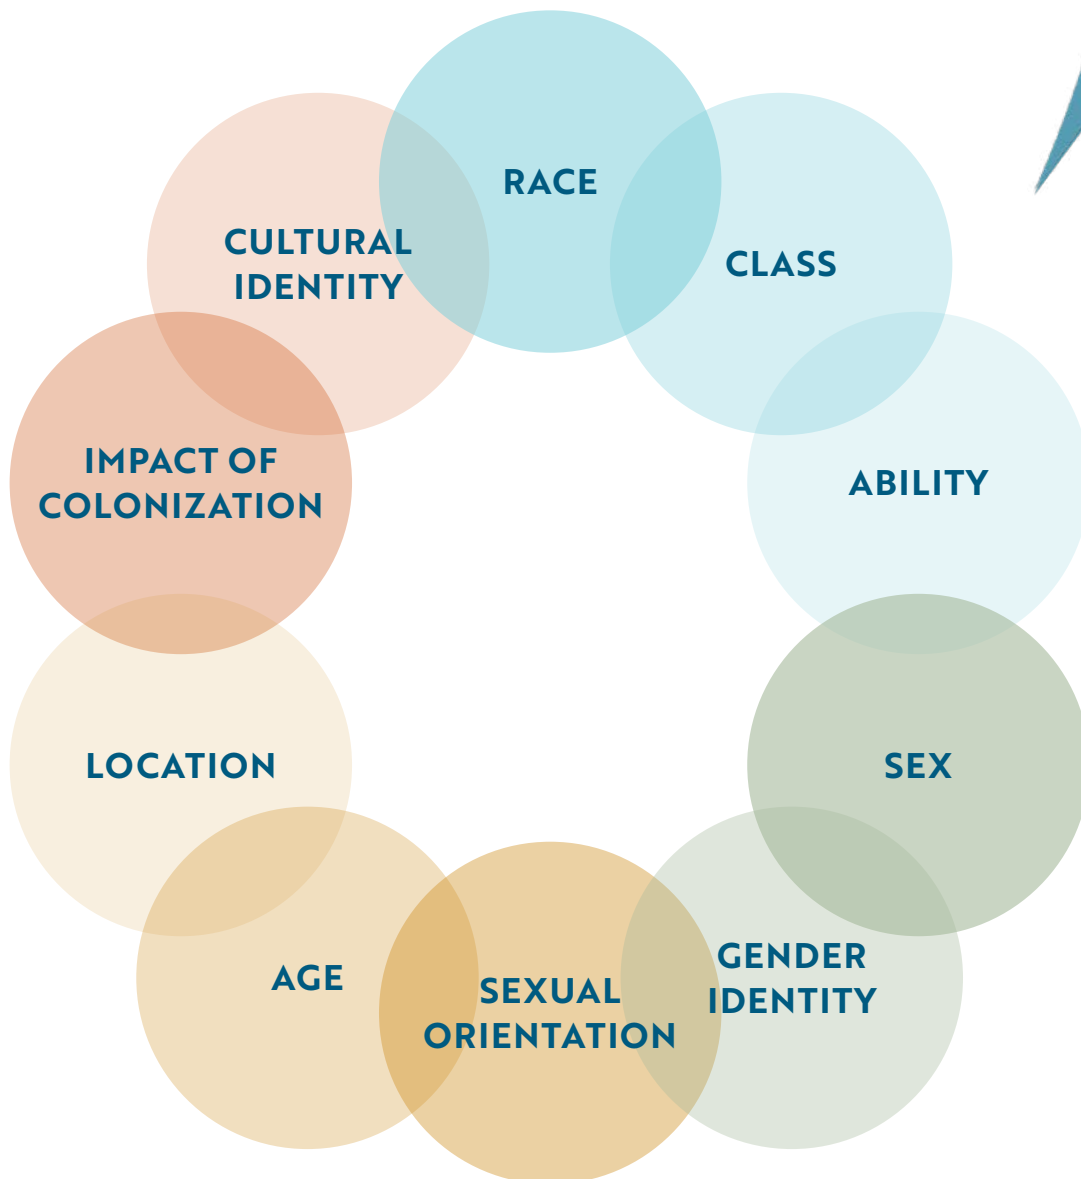 RACE
CLASS
ABILITY
SEX
GENDER
IDENTITY
SEXUAL
ORIENTATION
AGE
LOCATION
IMPACT OF
COLONIZATION
CULTURAL
IDENTITY